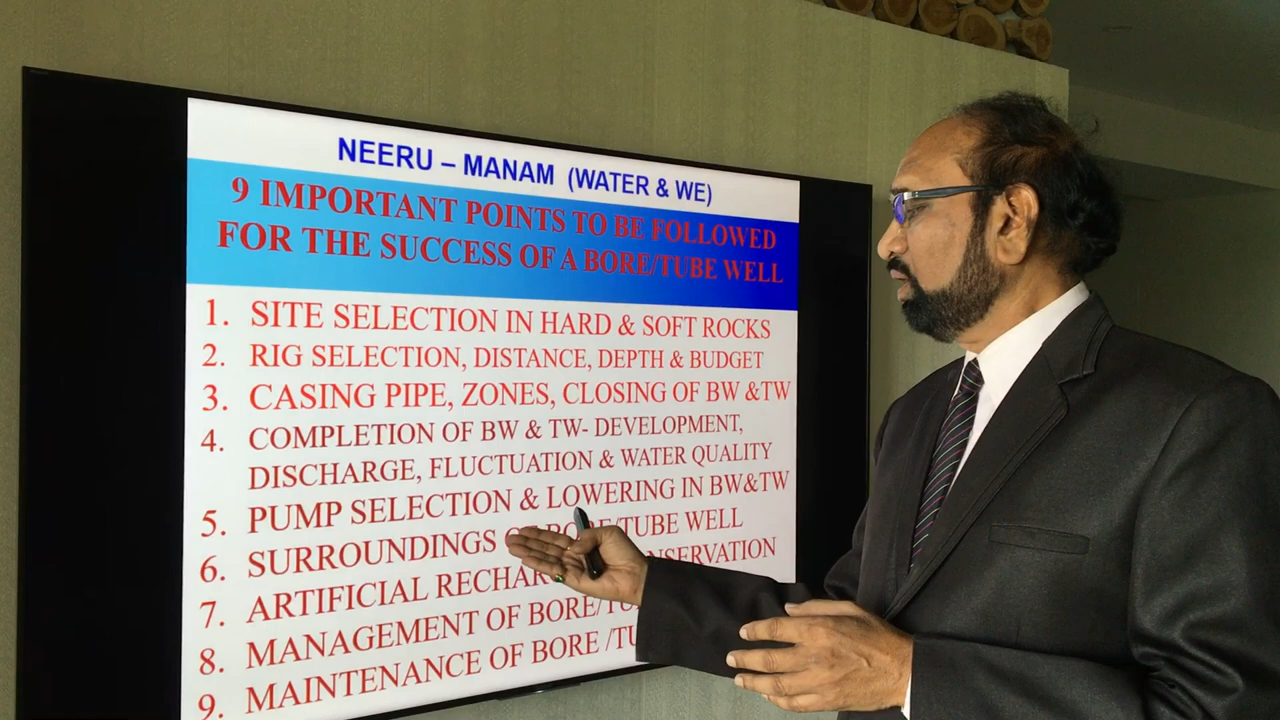 NEERU – MANAM (WATER & WE)
9 IMPORTANT POINTS TO BE FOLLOWED
FOR THE SUCCESS OF A BORE/TUBE WELL
1. SITE SELECTION IN HARD & SOFT ROCKS
2. RIG SELECTION, DISTANCE, DEPTH & BUDGET
3. CASING PIPE, ZONES, CLOSING OF BW &TW
4. COMPLETION OF BW & TW- DEVELOPMENT,
DISCHARGE, FLUCTUATION & WATER QUALITY
5. PUMP SELECTION & LOWERING IN BW&TW
6. SURROUNDINGS TUBE WELL
7. ARTIFICIAL
8. MANAGEMENT OF BORE/
9. MAINTENANCE OF BORE /